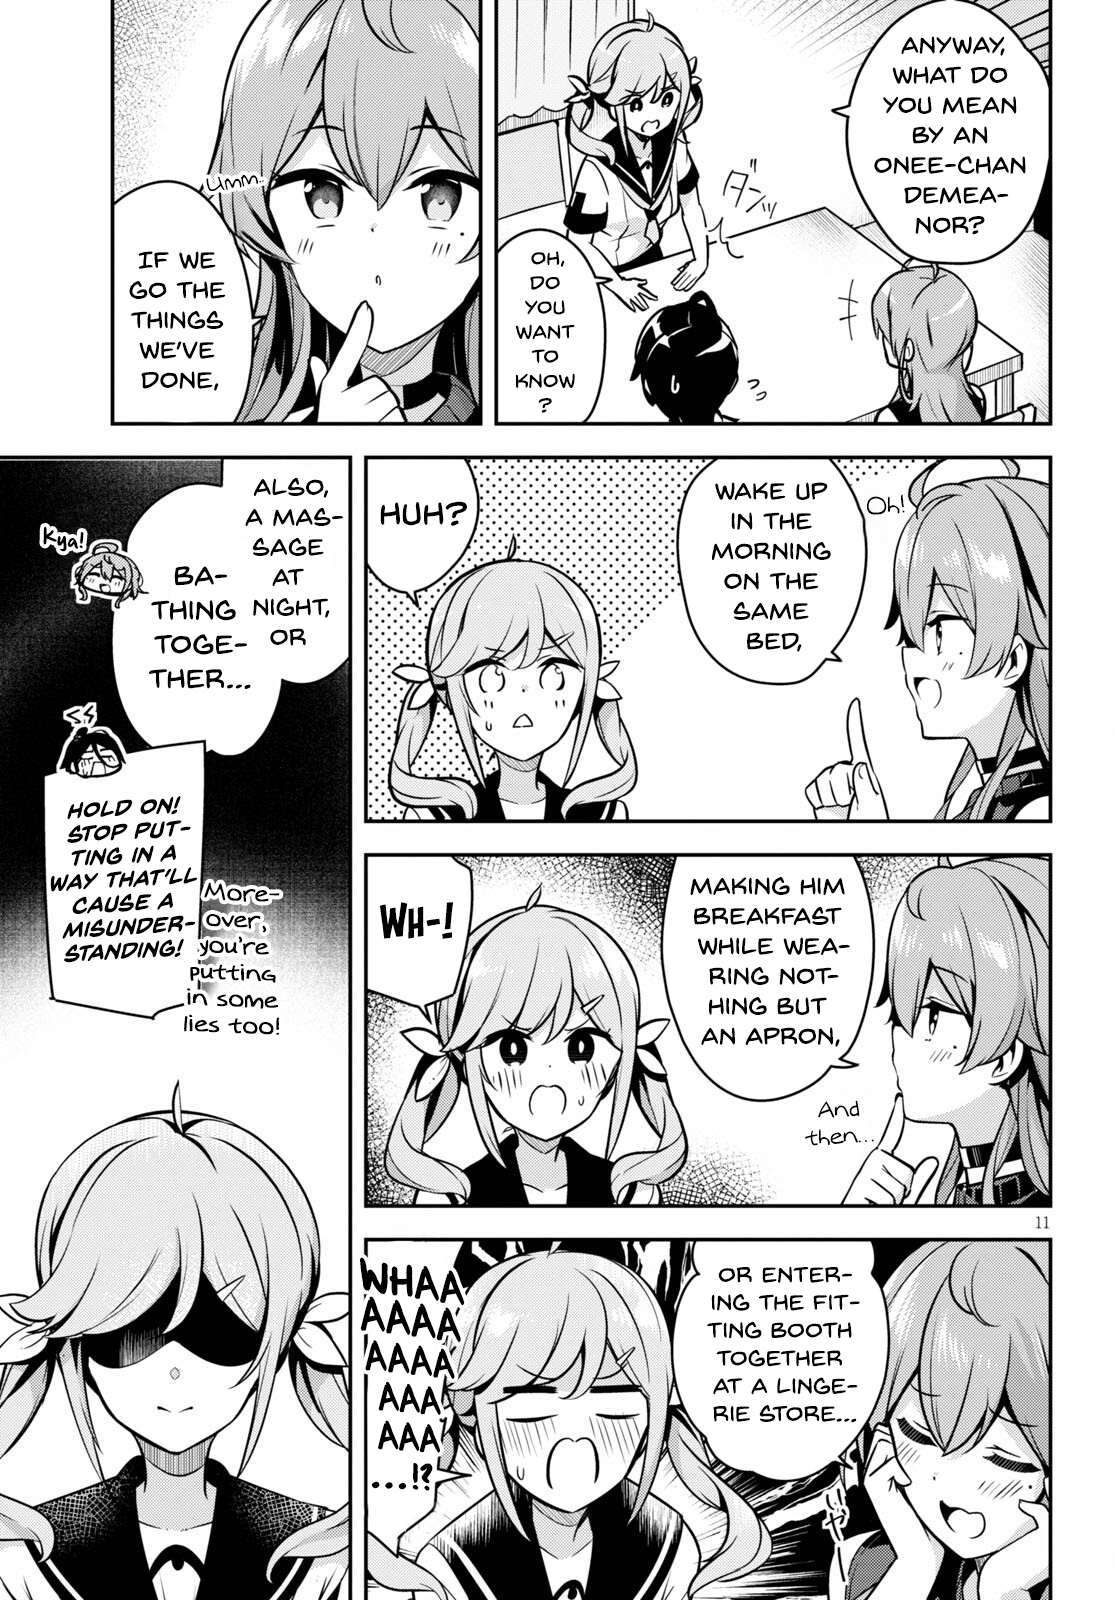 ANYWAY,
WHAT DO
YOU MEAN
BY AN
ONEE-CHAN
DEMEA-
NOR?
タンッ
OH,
DO
YOU
WANT
TO
KNOW
?
Umm..
IF WE
GO THE
THINGS
WE'VE
DONE,
Oh!
WAKE UP
IN THE
MORNING
ON THE
SAME
BED,
HUH?
MAKING HIM
BREAKFAST
WHILE WEA-
RING NOT-
HING BUT
AN APRON,
And
then...
WH-!
11
OR ENTER-
ING THE FIT-
TING BOOTH
TOGETHER
AT A LINGE-
RIE STORE...
WHAA
AAAA
AAAA
AAA
AAA
...!?
ALSO,
A MAS-
SAGE
AT
NIGHT,
OR
BA-
THING
TOGE-
THER...
Kya!
HOLD ON!
STOP PUT-
TING IN A
WAY THAT'LL
CAUSE A
MISUNDER-
STANDING!
More-
over,
you're
putting
in some
lies too!